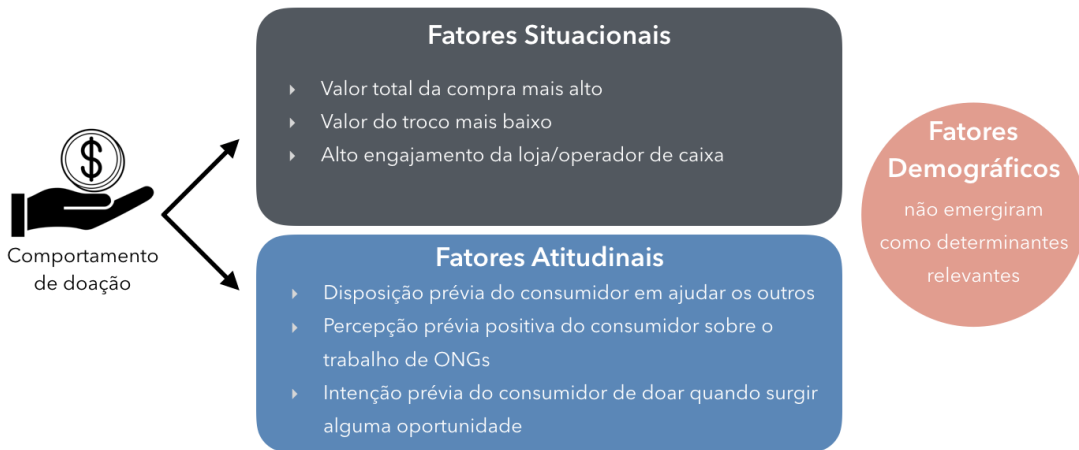 Comportamento
de doação
Fatores Situacionais
Valor total da compra mais alto
Valor do troco mais baixo
Alto engajamento da loja/operador de caixa
Fatores Atitudinais
Disposição prévia do consumidor em ajudar os outros
Percepção prévia positiva do consumidor sobre o
trabalho de ONGs
Intenção prévia do consumidor de doar quando surgir
alguma oportunidade
Fatores
Demográficos
não emergiram
como determinantes
relevantes
$